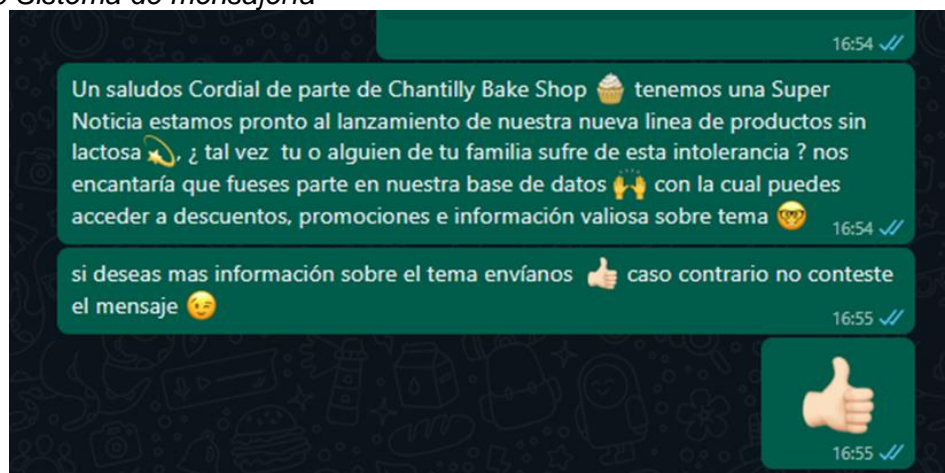 Sistema de mensajería
16:54
Un saludos Cordial de parte de Chantilly Bake Shop 🧁 tenemos una Super
Noticia estamos pronto al lanzamiento de nuestra nueva linea de productos sin
lactosa 💫, ¿ tal vez tu o alguien de tu familia sufre de esta intolerancia ? nos
encantaría que fueses parte en nuestra base de datos 🙌 con la cual puedes
acceder a descuentos, promociones e información valiosa sobre tema 🤓
16:54
si deseas mas información sobre el tema envíanos 👍🏻 caso contrario no conteste
el mensaje 😉
16:55
👍🏻
16:55